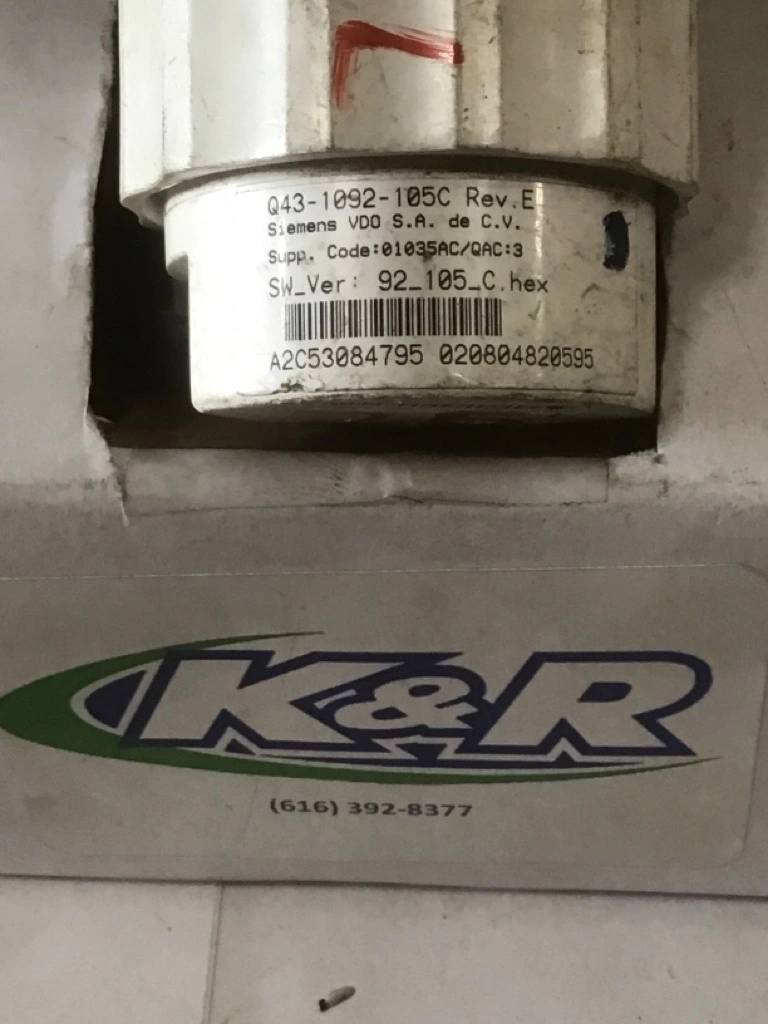 Q43-1092-105C Rev.E
Siemens VDO S.A. de C.V.
Supp. Code:01035AC/QAC:3
SW_Ver: 92_105_C.hex
A2C53084795 020804820595
K&R
(616) 392-8377